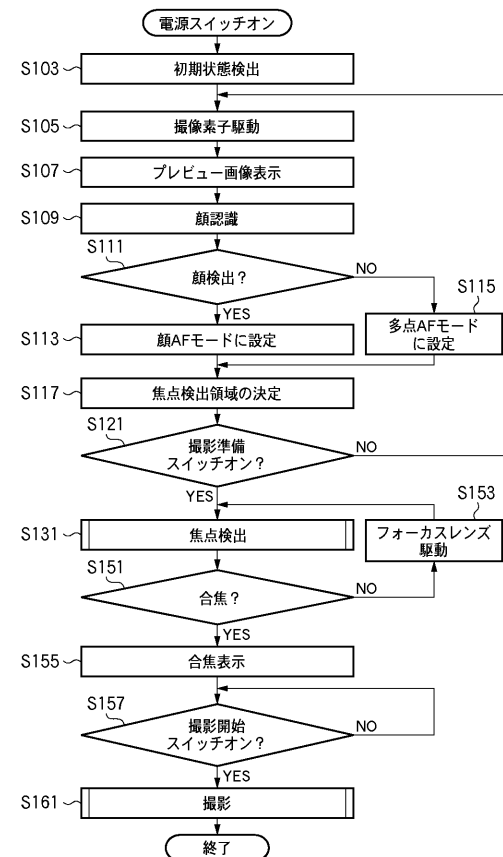 電源スイッチオン
S103
初期状態検出
S105
撮像素子駆動
S107
プレビュー画像表示
S109
顔認識
S111
顔検出？
NO
YES
S115
多点AFモード
に設定
S113
顔AFモードに設定
S117
焦点検出領域の決定
S121
撮影準備
スイッチオン？
NO
YES
S153
フォーカスレンズ
駆動
S131
焦点検出
S151
合焦？
NO
YES
S155
合焦表示
S157
撮影開始
スイッチオン？
NO
YES
S161
撮影
終了